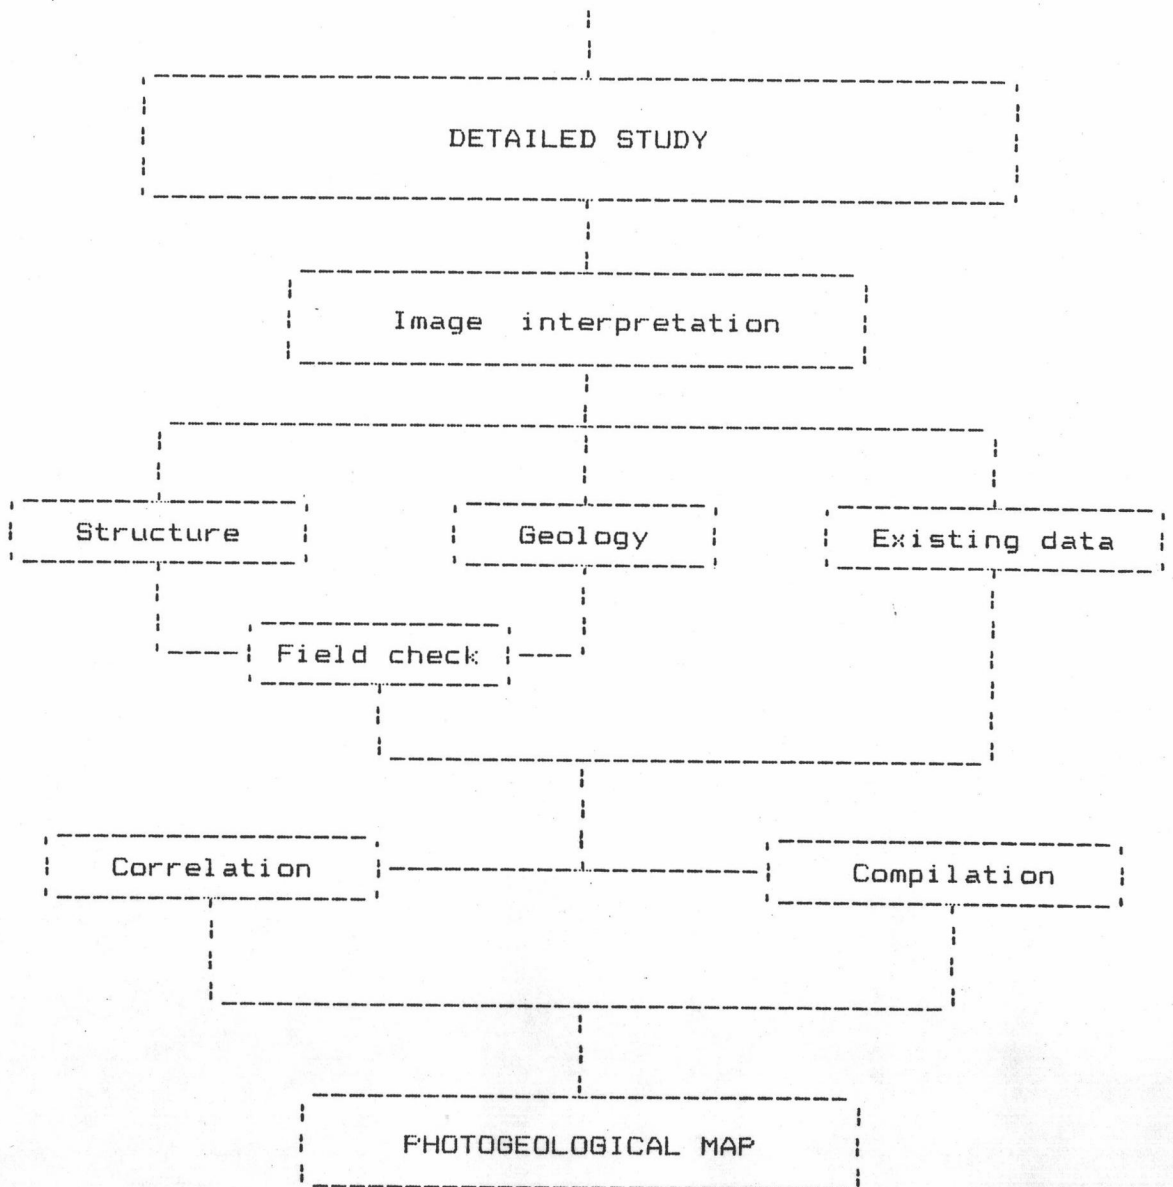 DETAILED STUDY
Image interpretation
Structure
Geology
Existing data
Field check
Correlation
Compilation
PHOTOGEOLOGICAL MAP